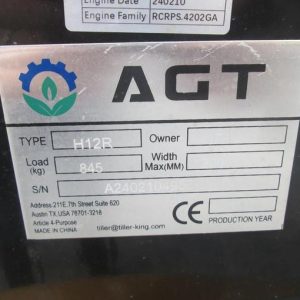 Engine Date 240210
Engine Family RCRPS.4202GA
AGT
TYPE H12R Owner
Load (kg) 845 Width Max(MM)
S/N
Address:211E.7th Street Suite 620
Austin TX,USA 78701-3218
Article 4-Purpose
MADE IN CHINA tiller@tiller-king.com
CE PRODUCTION YEAR